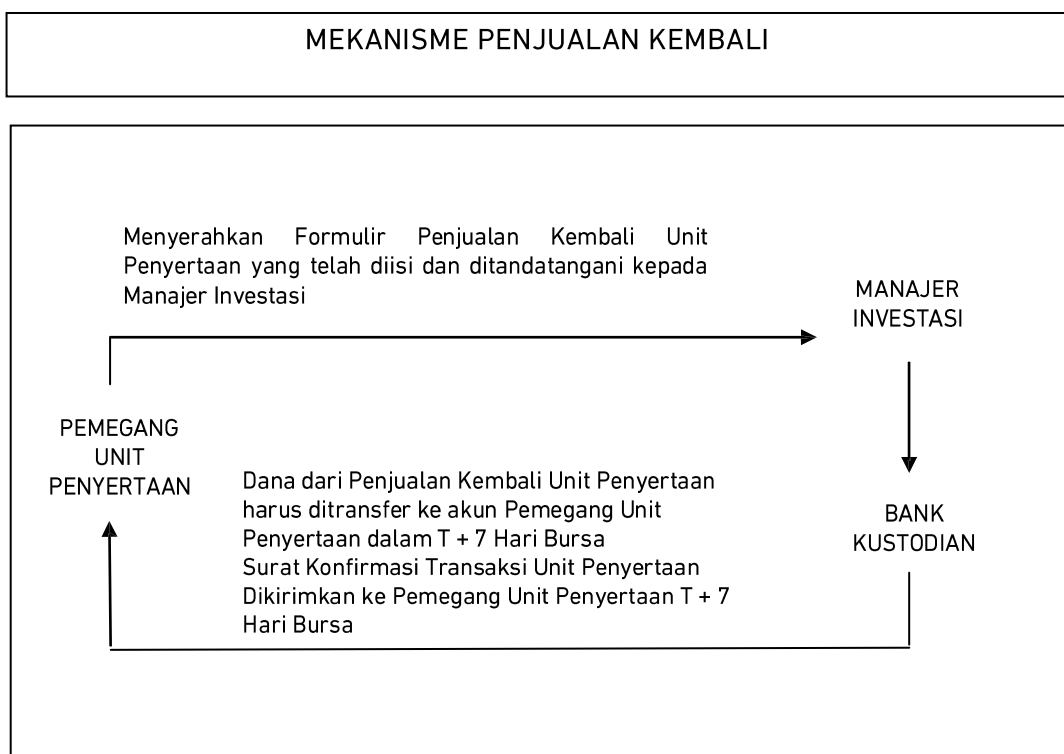 MEKANISME PENJUALAN KEMBALI
Menyerahkan Formulir Penjualan Kembali Unit
Penyertaan yang telah diisi dan ditandatangani kepada
Manajer Investasi
MANAJER
INVESTASI
PEMEGANG
UNIT
PENYERTAAN
Dana dari Penjualan Kembali Unit Penyertaan
harus ditransfer ke akun Pemegang Unit
Penyertaan dalam T + 7 Hari Bursa
Surat Konfirmasi Transaksi Unit Penyertaan
Dikirimkan ke Pemegang Unit Penyertaan T + 7
Hari Bursa
BANK
KUSTODIAN